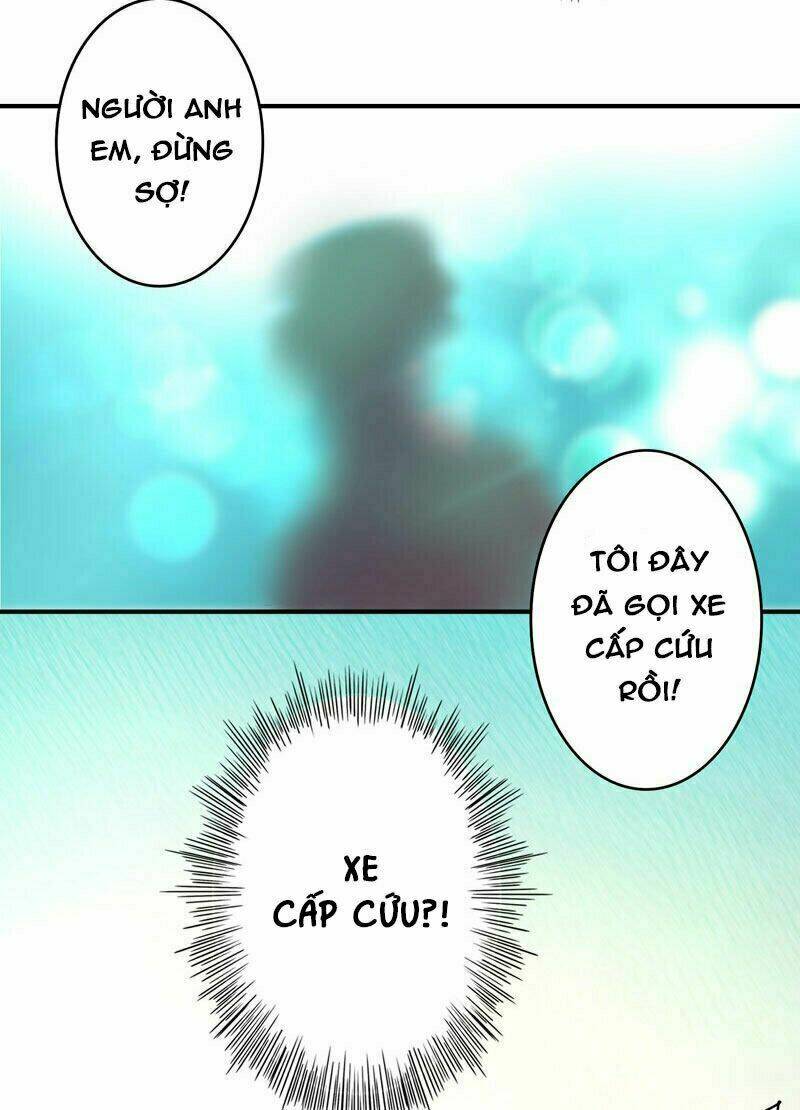 NGƯỜI ANH
EM, ĐỪNG
SỢ!
TÔI ĐÂY
ĐÃ GỌI XE
CẤP CỨU
RỒI!
XE
CẤP CỨU?!